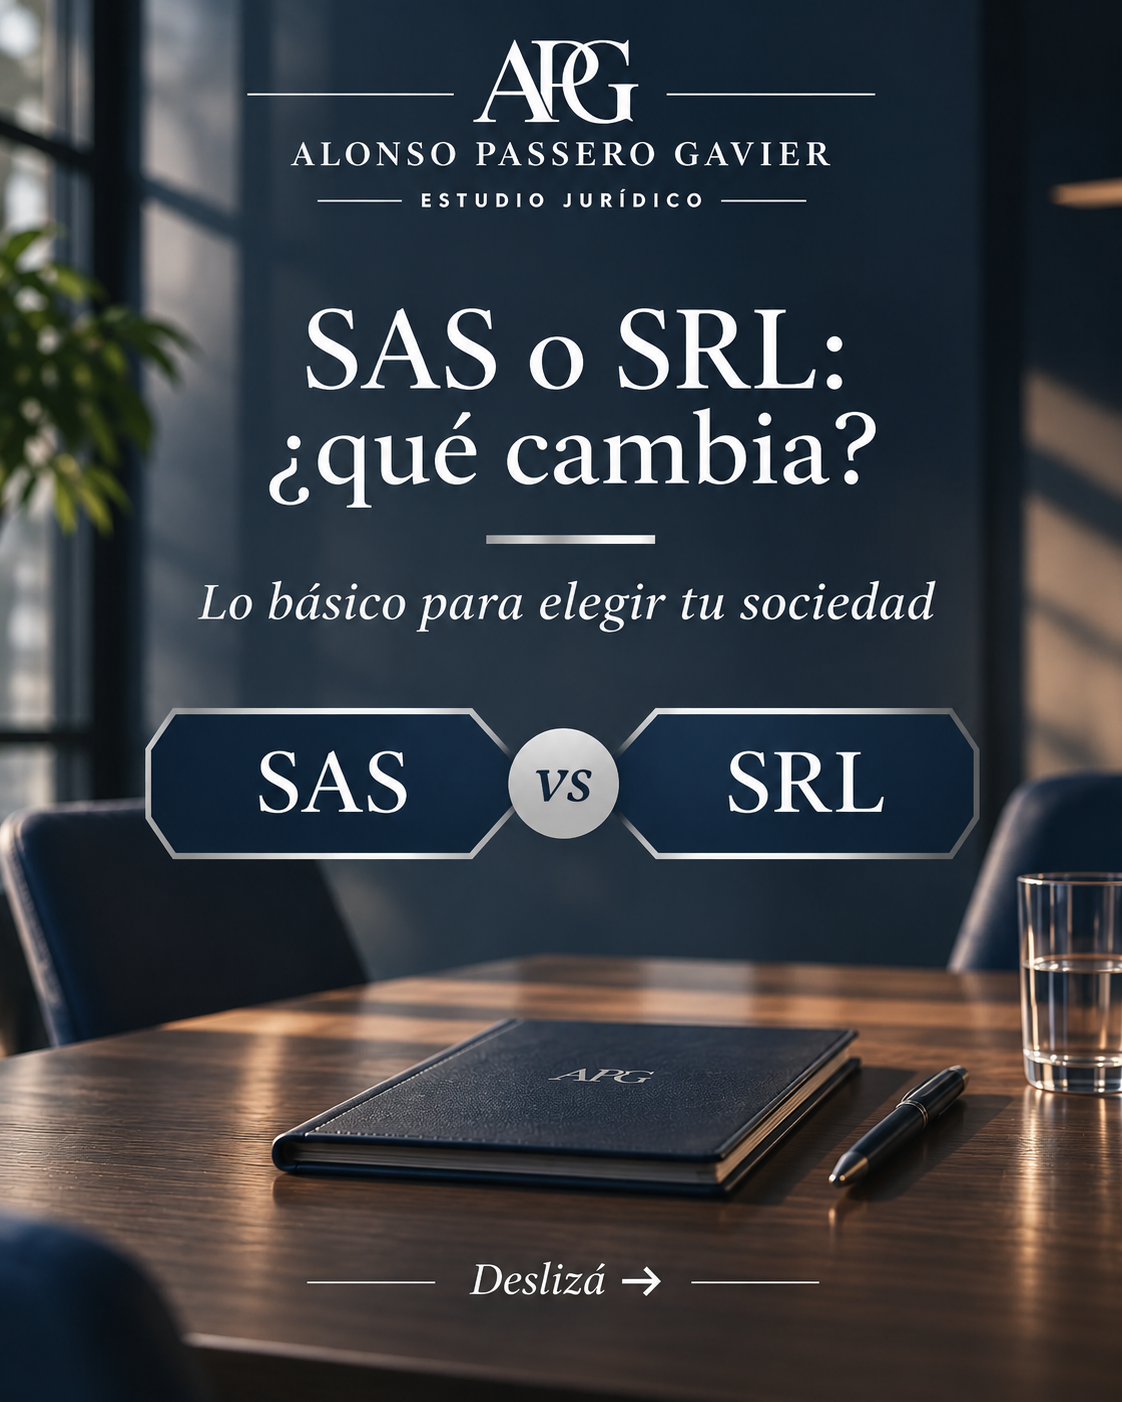 APG
ALONSO PASSERO GAVIER
ESTUDIO JURÍDICO
SAS o SRL:
¿qué cambia?
Lo básico para elegir tu sociedad
SAS vs SRL
APG
Deslizá →